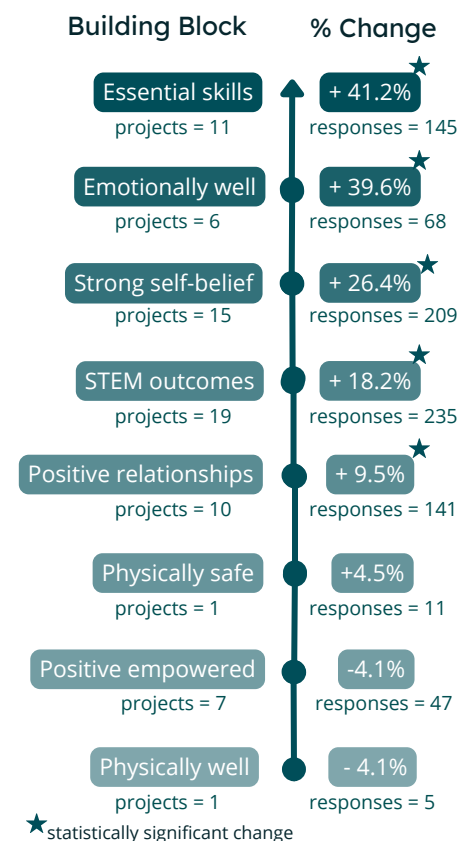 Building Block % Change
Essential skills + 41.2%
projects = 11 responses = 145
Emotionally well + 39.6%
projects = 6 responses = 68
Strong self-belief + 26.4%
projects = 15 responses = 209
STEM outcomes + 18.2%
projects = 19 responses = 235
Positive relationships + 9.5%
projects = 10 responses = 141
Physically safe +4.5%
projects = 1 responses = 11
Positive empowered -4.1%
projects = 7 responses = 47
Physically well - 4.1%
projects = 1 responses = 5
statistically significant change